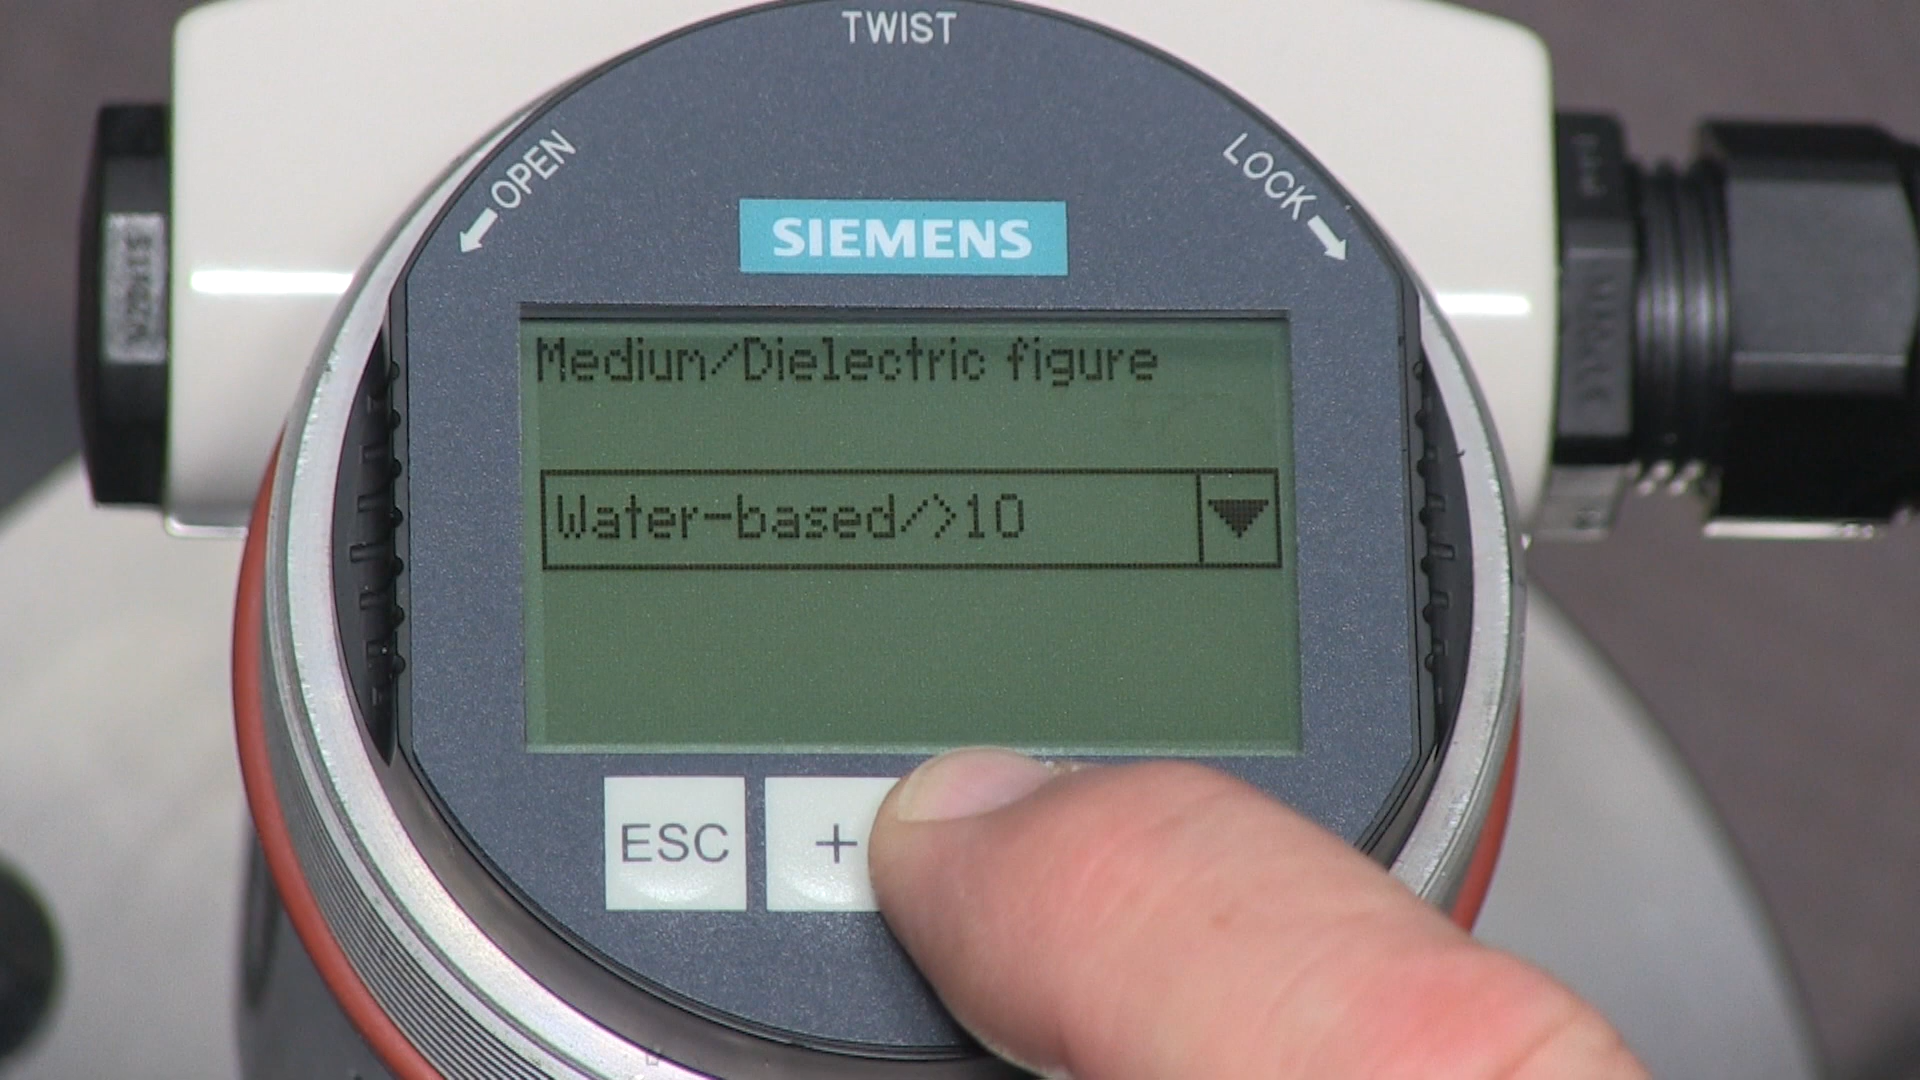 TWIST
OPEN
LOCK
SIEMENS
Medium/Dielectric figure
Water-based/>10
ESC
+